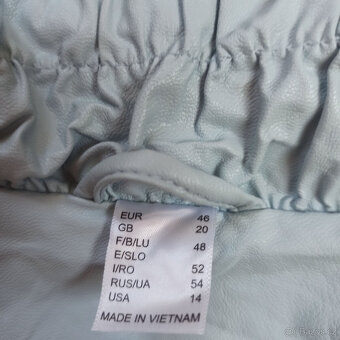 EUR 46
GB 20
F/B/LU 48
E/SLO
I/RO 52
RUS/UA 54
USA 14
MADE IN VIETNAM